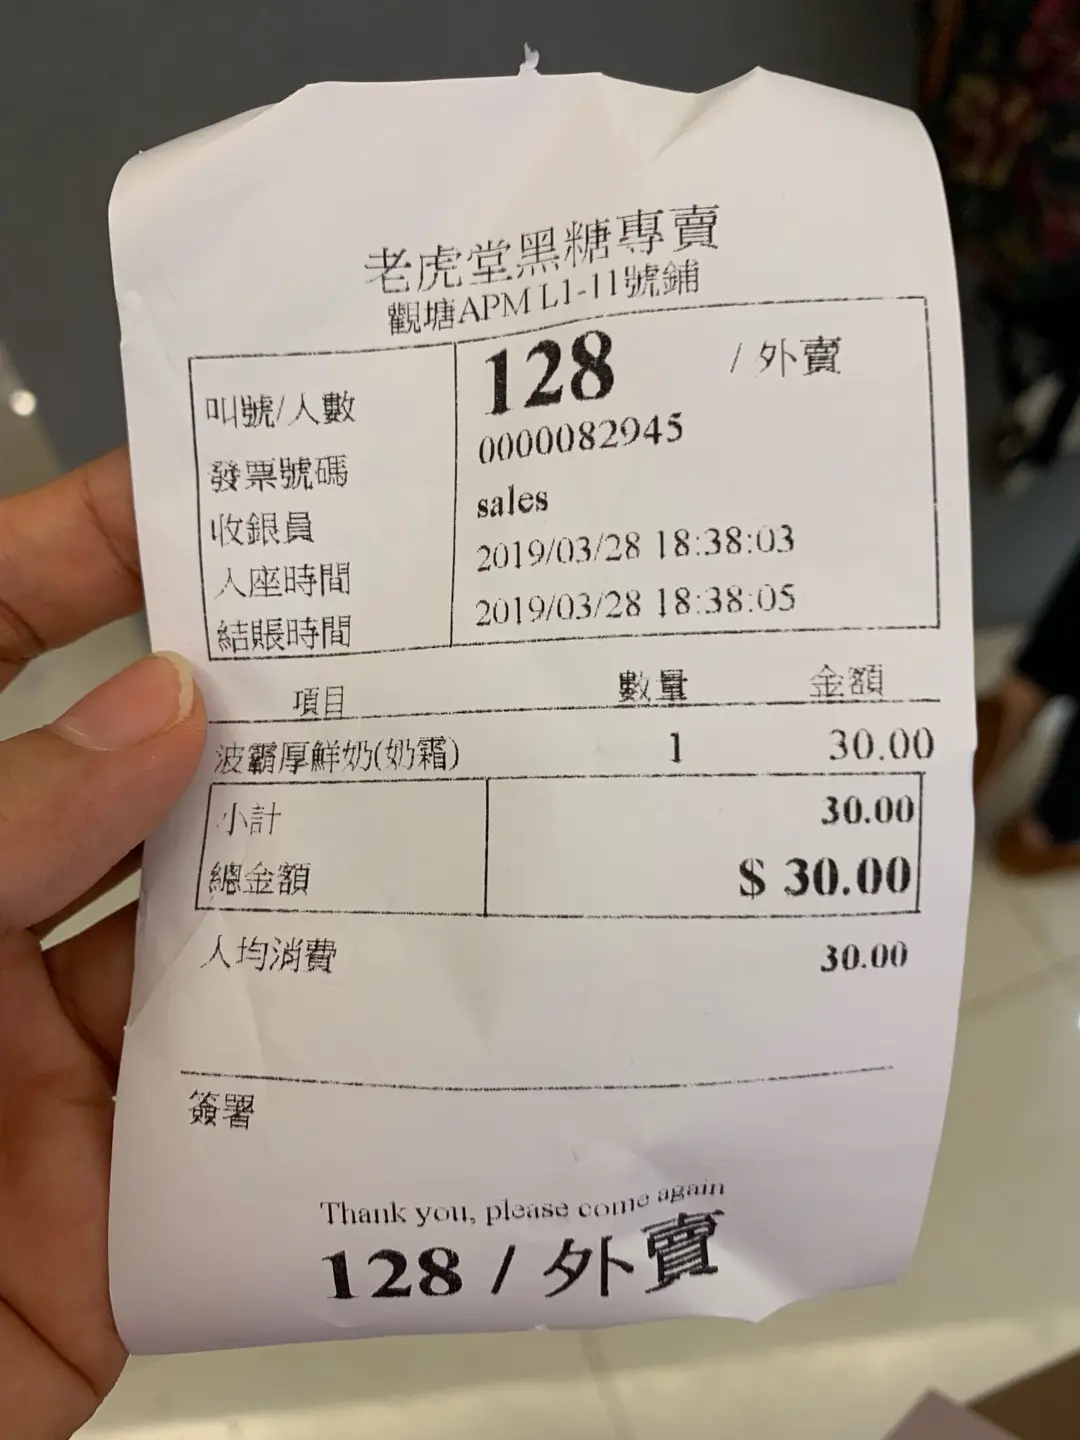 老虎堂黑糖專賣
觀塘APM L1-11號鋪
叫號/人數 128 / 外賣
發票號碼 0000082945
收銀員 sales
入座時間 2019/03/28 18:38:03
結賬時間 2019/03/28 18:38:05
項目 數量 金額
波霸厚鮮奶(奶霜) 1 30.00
小計 30.00
總金額 $ 30.00
人均消費 30.00
簽署
Thank you, please come again
128 / 外賣